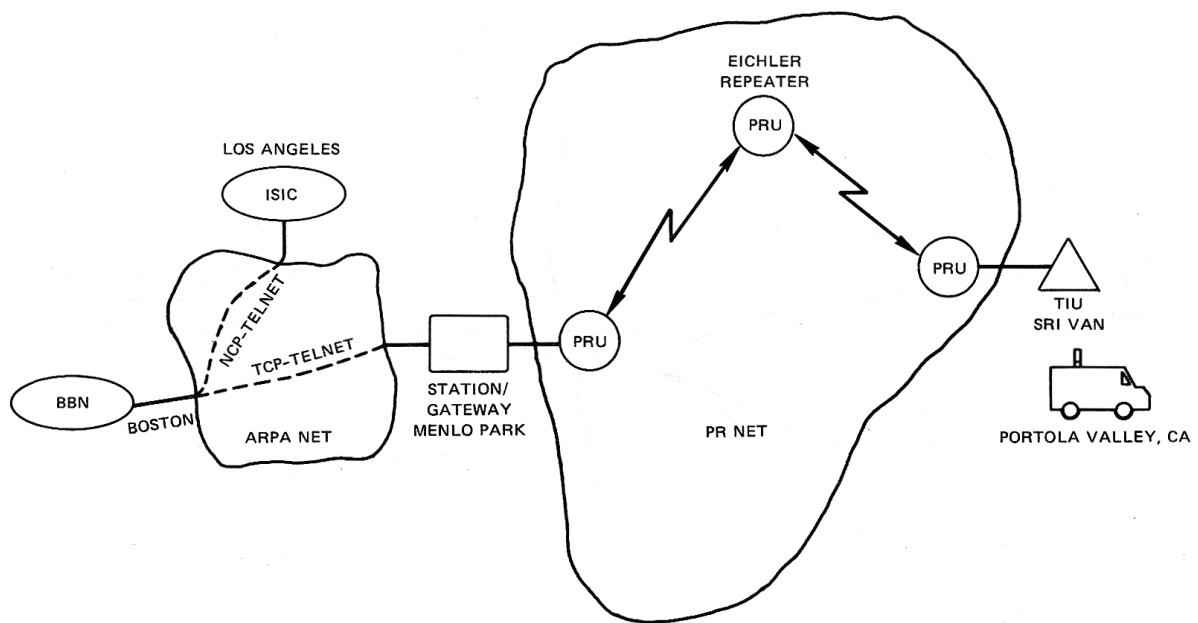 EICHLER
REPEATER
PRU
LOS ANGELES
ISIC
NCP-TELNET
TCP-TELNET
BBN
BOSTON
ARPA NET
STATION/
GATEWAY
MENLO PARK
PRU
PR NET
PRU
TIU
SRI VAN
PORTOLA VALLEY, CA